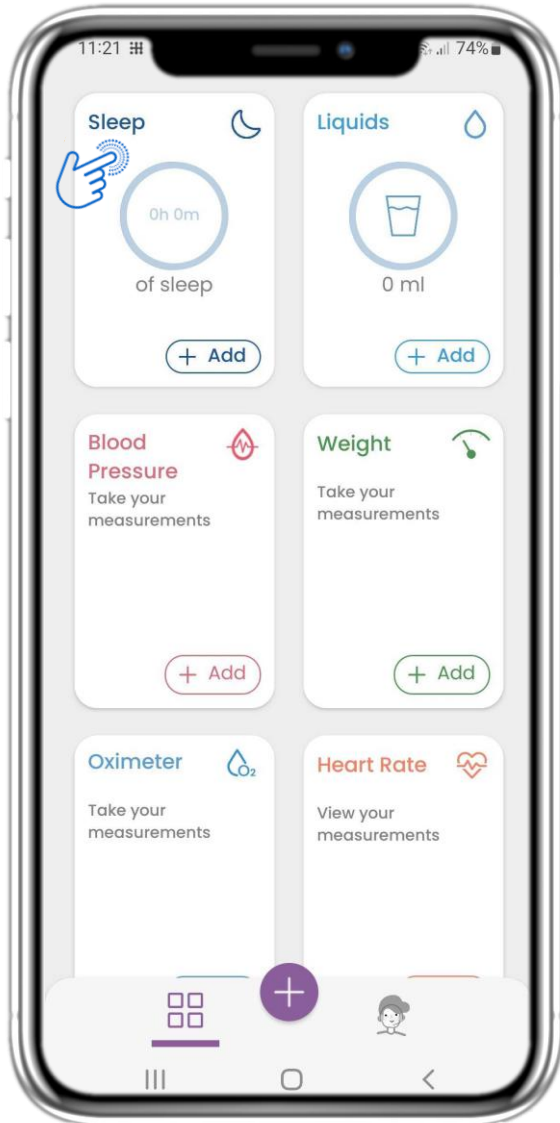 11:21
74%
Sleep
0h 0m
of sleep
+ Add
Liquids
0 ml
+ Add
Blood
Pressure
Take your
measurements
+ Add
Weight
Take your
measurements
+ Add
Oximeter
O2
Take your
measurements
Heart Rate
View your
measurements